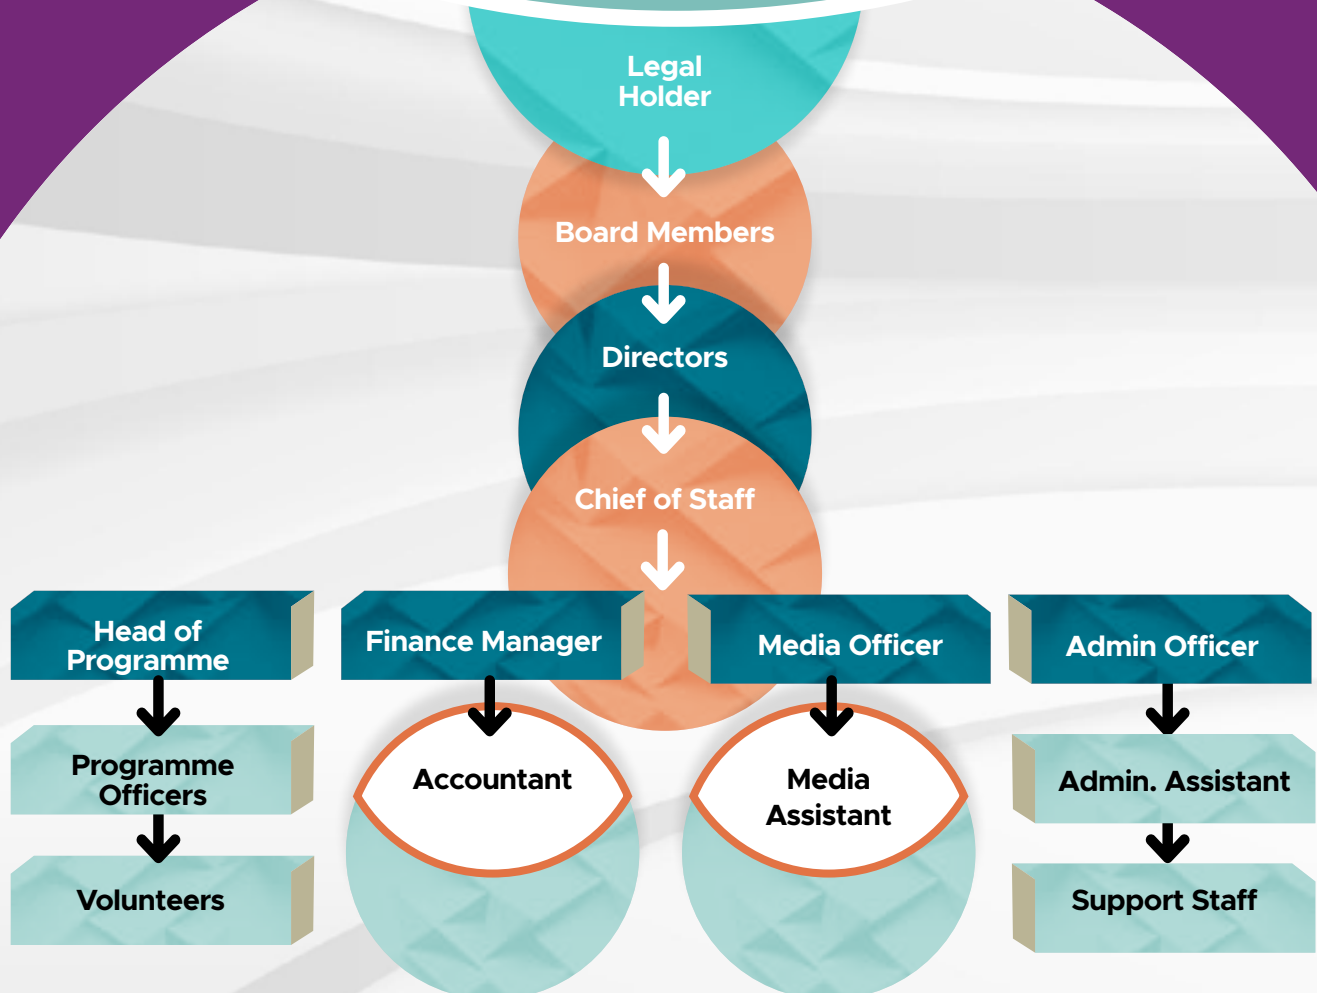 Legal
Holder
Board Members
Directors
Chief of Staff
Head of
Programme
Finance Manager
Media Officer
Admin Officer
Programme
Officers
Accountant
Media
Assistant
Admin. Assistant
Volunteers
Support Staff